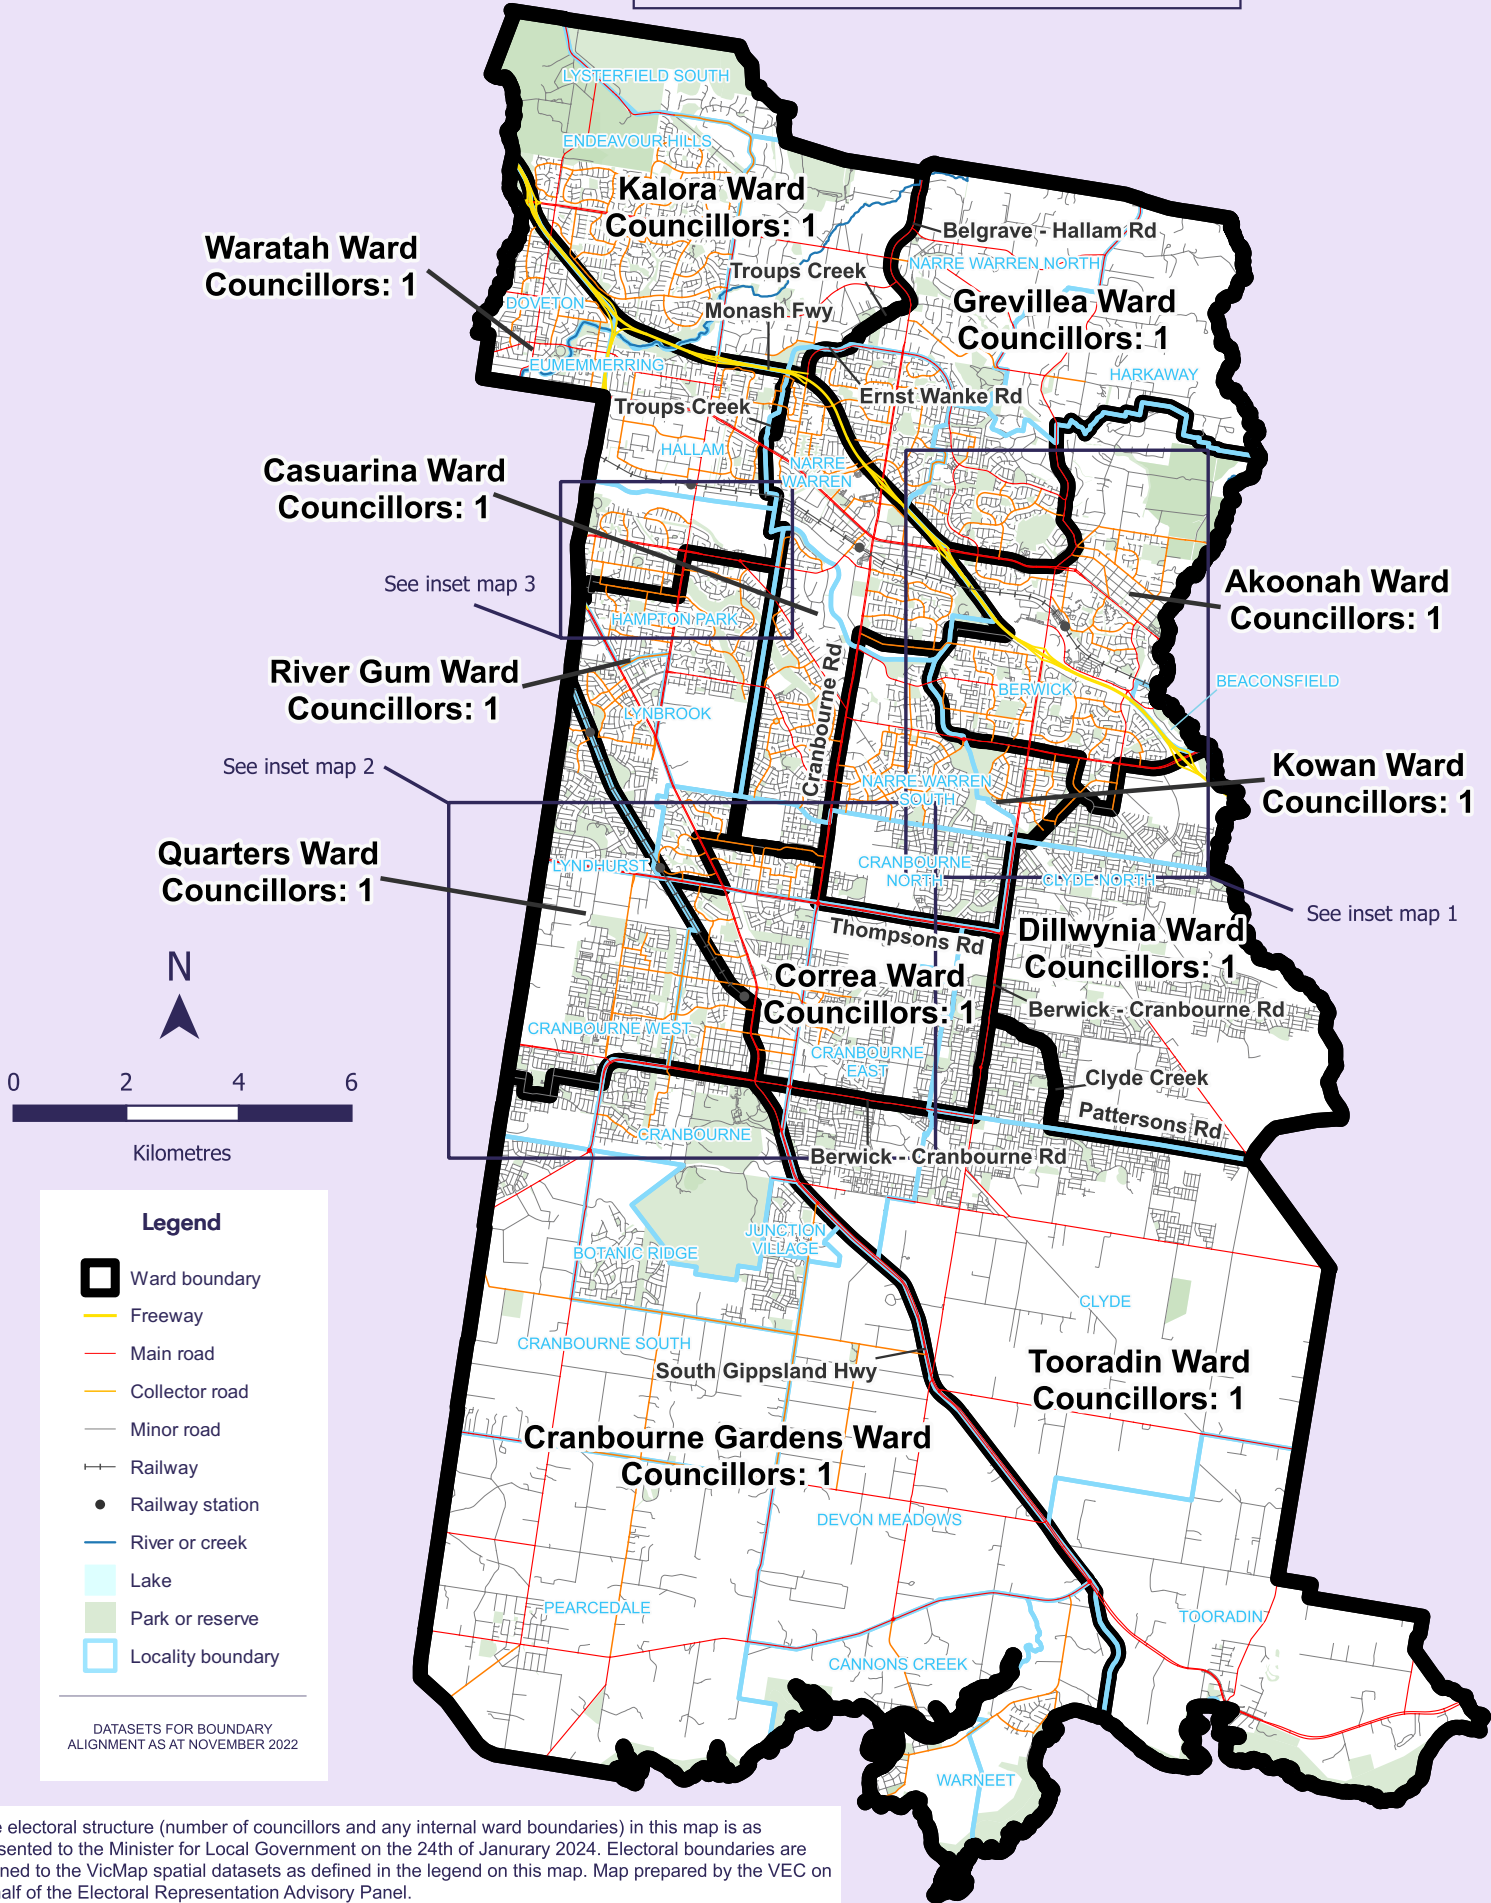 LYSTERFIELD SOUTH
ENDEAVOUR HILLS
Kalora Ward
Councillors: 1
Belgrave - Hallam Rd
Waratah Ward
Councillors: 1
Troups Creek
NARRE WARREN NORTH
DOVETON
Monash Fwy
Grevillea Ward
Councillors: 1
EUMEMMERRING
HARKAWAY
Ernst Wanke Rd
Troups Creek
HALLAM
NARRE
WARREN
Casuarina Ward
Councillors: 1
See inset map 3
Akoonah Ward
Councillors: 1
HAMPTON PARK
River Gum Ward
Councillors: 1
Cranbourne Rd
BERWICK
BEACONSFIELD
LYNBROOK
See inset map 2
NARRE WARREN
SOUTH
Kowan Ward
Councillors: 1
Quarters Ward
Councillors: 1
LYNDHURST
CRANBOURNE
NORTH
CLYDE NORTH
See inset map 1
Thompsons Rd
Dillwynia Ward
Councillors: 1
N
Correa Ward
Councillors: 1
Berwick - Cranbourne Rd
CRANBOURNE WEST
CRANBOURNE
EAST
0 2 4 6
Kilometres
Clyde Creek
Pattersons Rd
CRANBOURNE
Berwick - Cranbourne Rd
Legend
Ward boundary
Freeway
Main road
Collector road
Minor road
Railway
Railway station
River or creek
Lake
Park or reserve
Locality boundary
DATASETS FOR BOUNDARY
ALIGNMENT AS AT NOVEMBER 2022
JUNCTION
VILLAGE
BOTANIC RIDGE
CLYDE
CRANBOURNE SOUTH
South Gippsland Hwy
Tooradin Ward
Councillors: 1
Cranbourne Gardens Ward
Councillors: 1
DEVON MEADOWS
PEARCEDALE
TOORADIN
CANNONS CREEK
WARNEET
electoral structure (number of councillors and any internal ward boundaries) in this map is as
sented to the Minister for Local Government on the 24th of Janurary 2024. Electoral boundaries are
ned to the VicMap spatial datasets as defined in the legend on this map. Map prepared by the VEC on
alf of the Electoral Representation Advisory Panel.